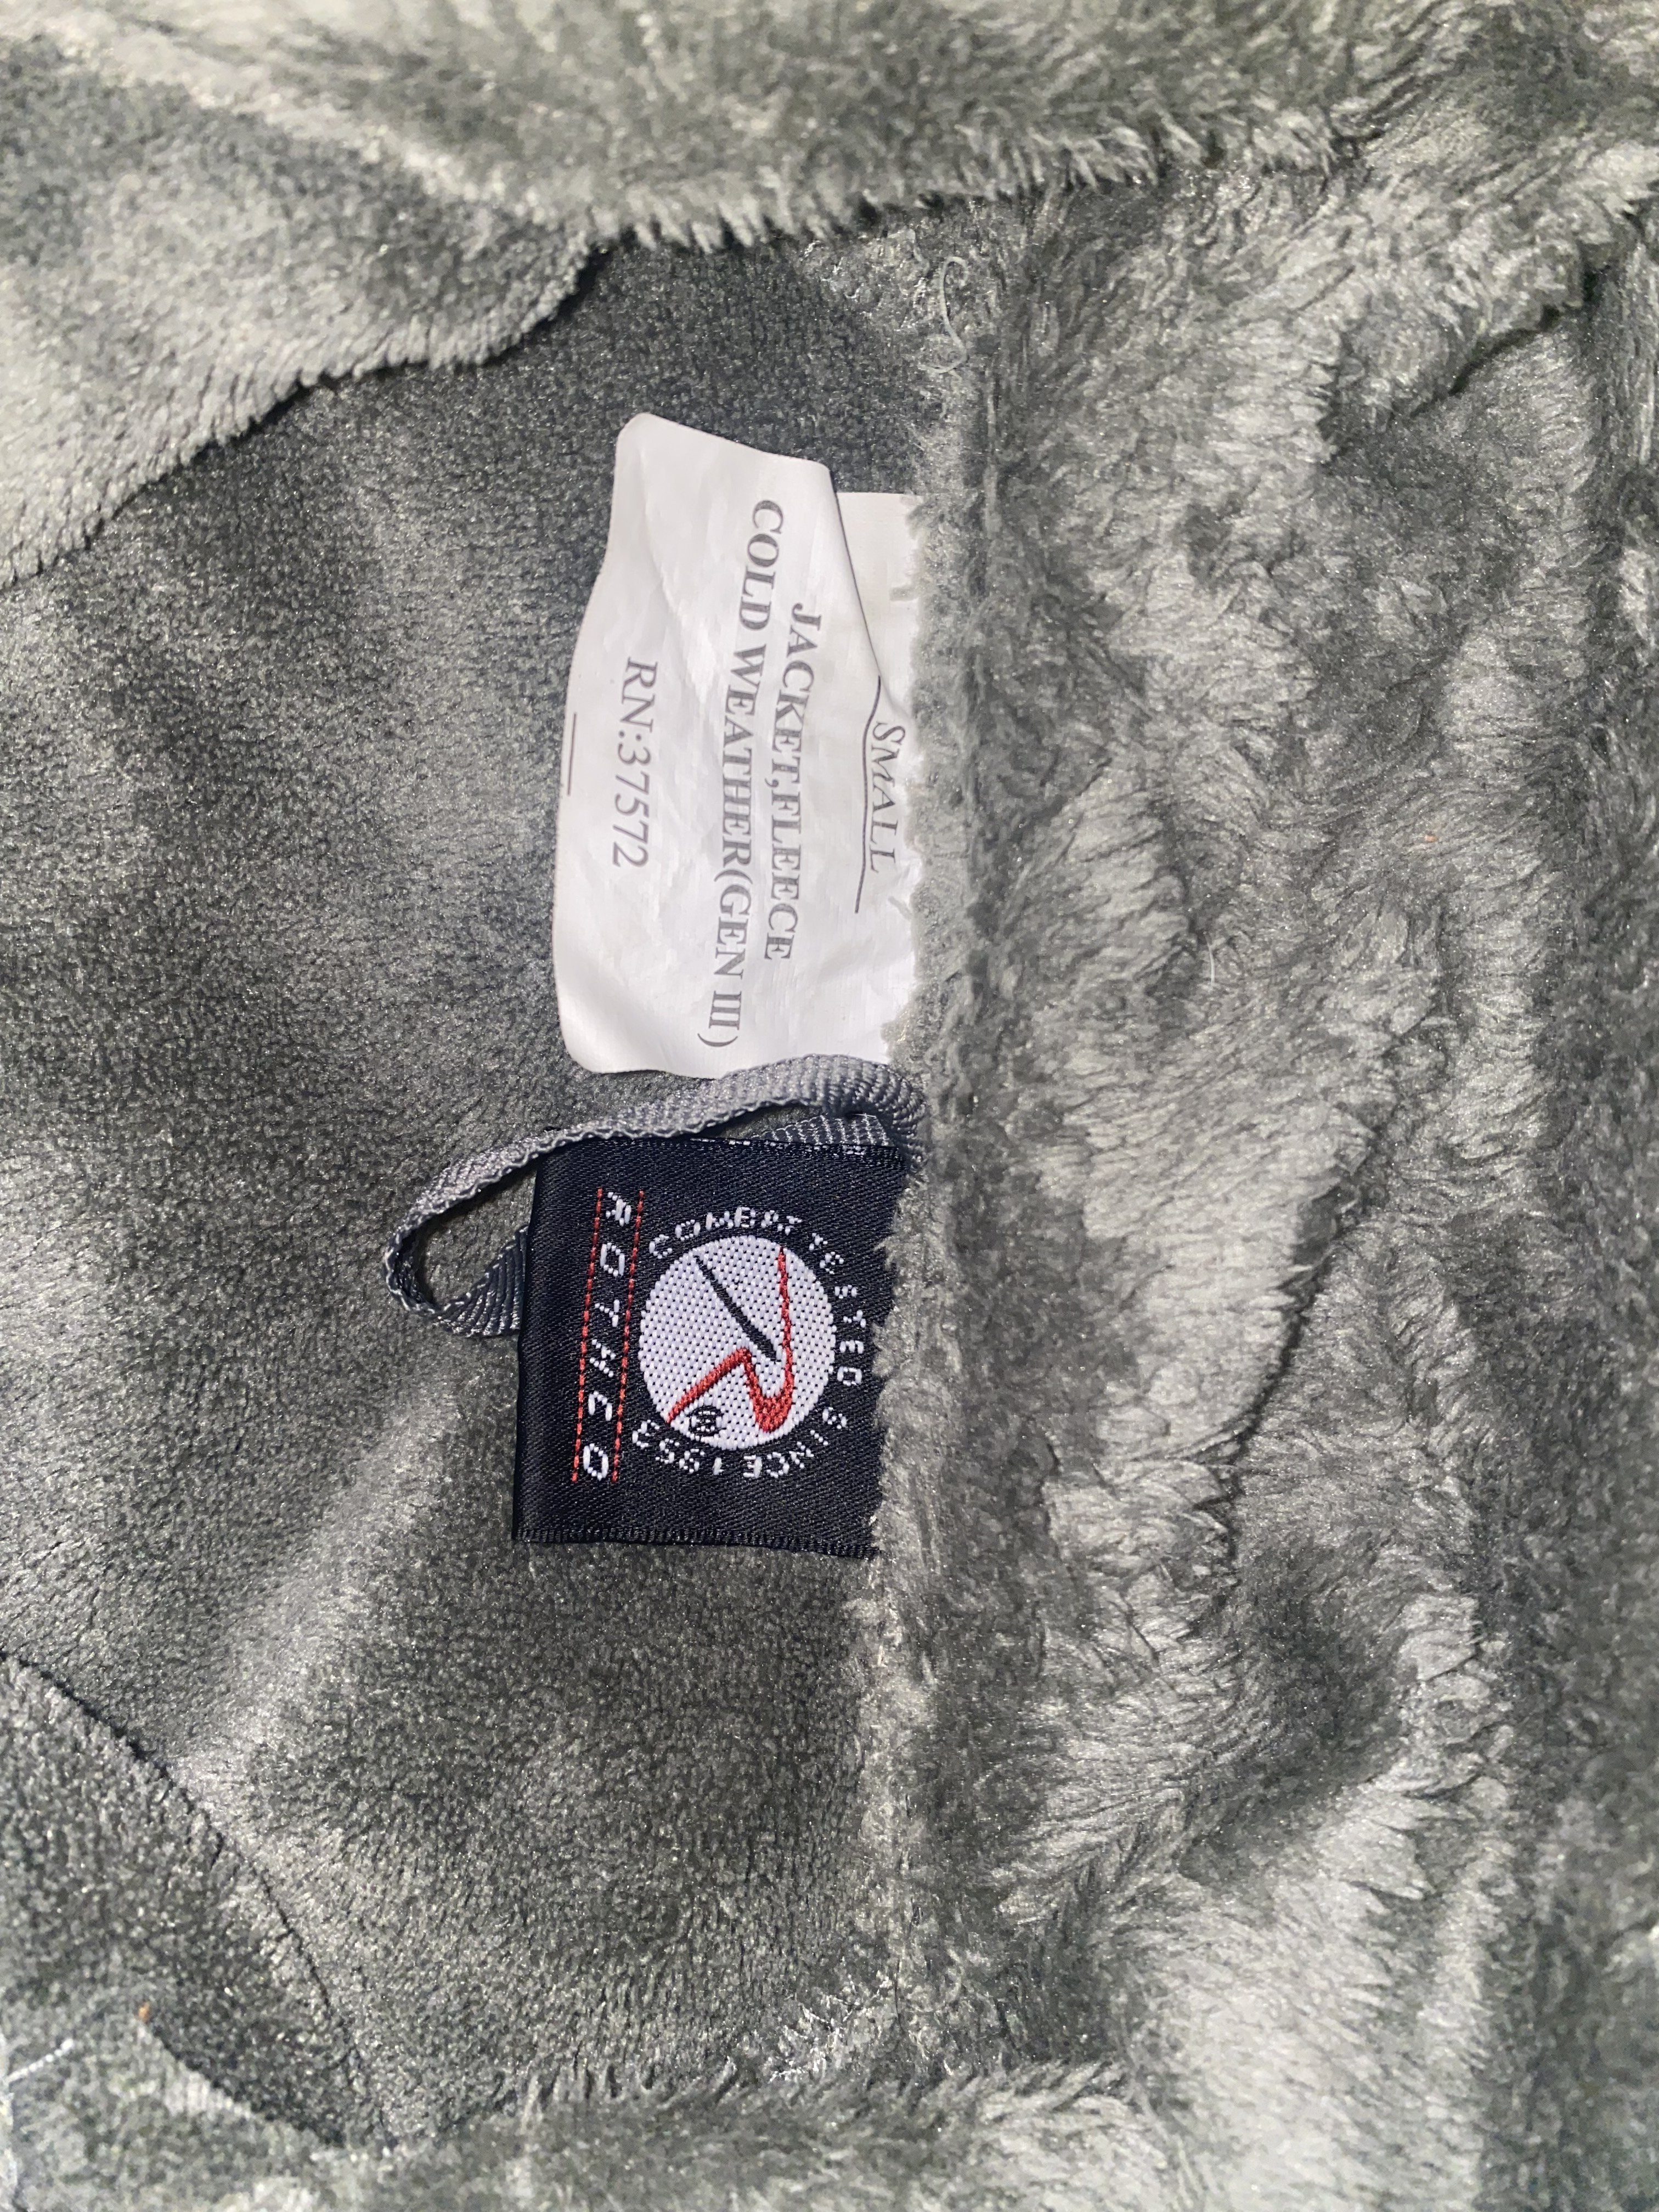 SMALL
JACKET,FLEECE
COLD WEATHER(GEN III)
RN:37572
COMBAT TESTED SINCE 1953
R
®
ROTHCO